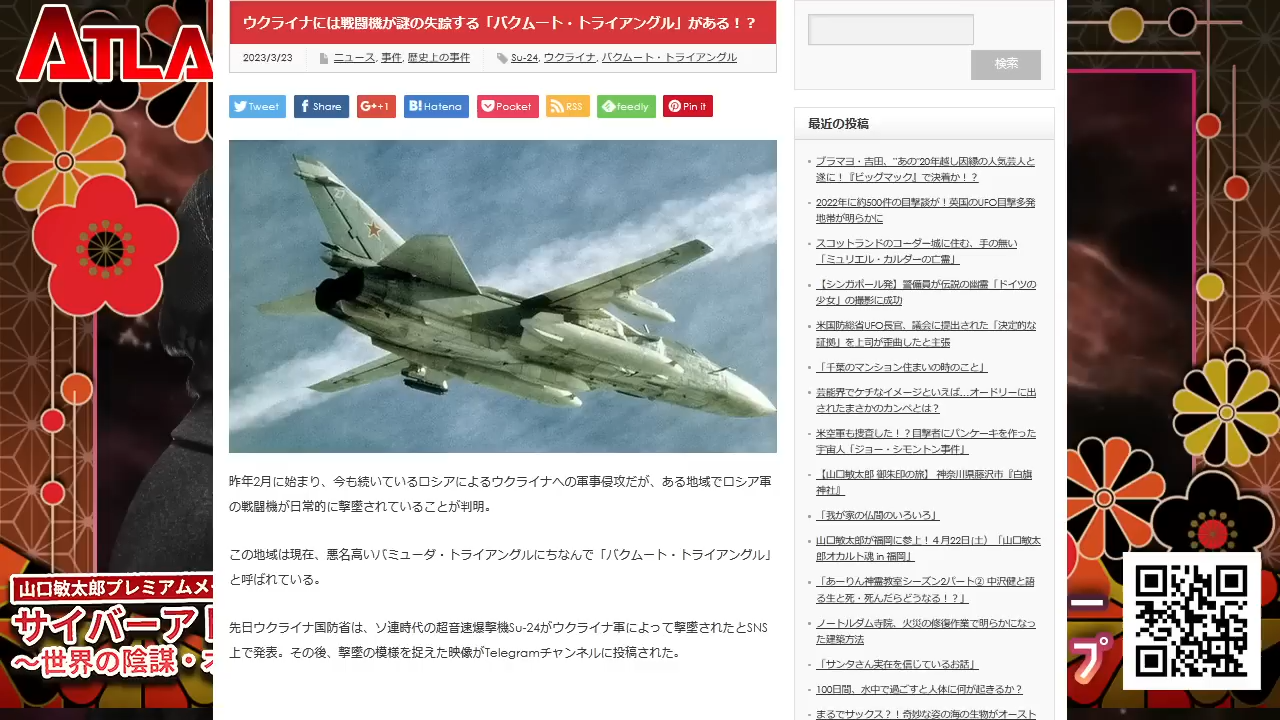 ATLA
ウクライナには戦闘機が謎の失踪する「バクムート・トライアングル」がある！？
2023/3/23 ニュース, 事件, 歴史上の事件 Su-24, ウクライナ, バクムート・トライアングル
Tweet Share +1 Hatena Pocket RSS feedly Pin it
昨年2月に始まり、今も続いているロシアによるウクライナへの軍事侵攻だが、ある地域でロシア軍
の戦闘機が日常的に撃墜されていることが判明。
この地域は現在、悪名高いバミューダ・トライアングルにちなんで「バクムート・トライアングル」
と呼ばれている。
先日ウクライナ国防省は、ソ連時代の超音速爆撃機Su-24がウクライナ軍によって撃墜されたとSNS
上で発表。その後、撃墜の模様を捉えた映像がTelegramチャンネルに投稿された。
検索
最近の投稿
ブラマヨ・吉田、”あの”20年越し因縁の人気芸人と
遂に！『ビッグマック』で決着か！？
2022年に約500件の目撃談が！英国のUFO目撃多発
地帯が明らかに
スコットランドのコーダー城に住む、手の無い
「ミュリエル・カルダーの亡霊」
【シンガポール発】警備員が伝説の幽霊「ドイツの
少女」の撮影に成功
米国防総省UFO長官、議会に提出された「決定的な
証拠」を上司が歪曲したと主張
「千葉のマンション住まいの時のこと」
芸能界でケチなイメージといえば…オードリーに出
されたまさかのカンペとは？
米空軍も捜査した！？目撃者にパンケーキを作った
宇宙人「ジョー・シモントン事件」
【山口敏太郎 御朱印の旅】 神奈川県藤沢市『白旗
神社』
「我が家の仏間のいろいろ」
山口敏太郎が福岡に参上！４月22日(土) 「山口敏太
郎オカルト魂 in 福岡」
「あーりん神霊教室シーズン2パート② 中沢健と語
る生と死・死んだらどうなる！？」
ノートルダム寺院、火災の修復作業で明らかになっ
た建築方法
「サンタさん実在を信じているお話」
100日間、水中で過ごすと人体に何が起きるか？
まるでサックス？！奇妙な姿の海の生物がオースト
山口敏太郎プレミアムメ
サイバーア
～世界の陰謀・
プ